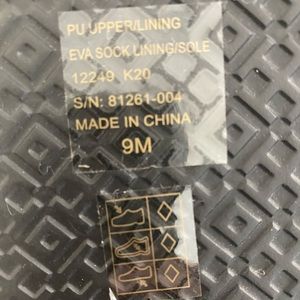 PU UPPER/LINING
EVA SOCK LINING/SOLE
12249 K20
S/N: 81261-004
MADE IN CHINA
9M